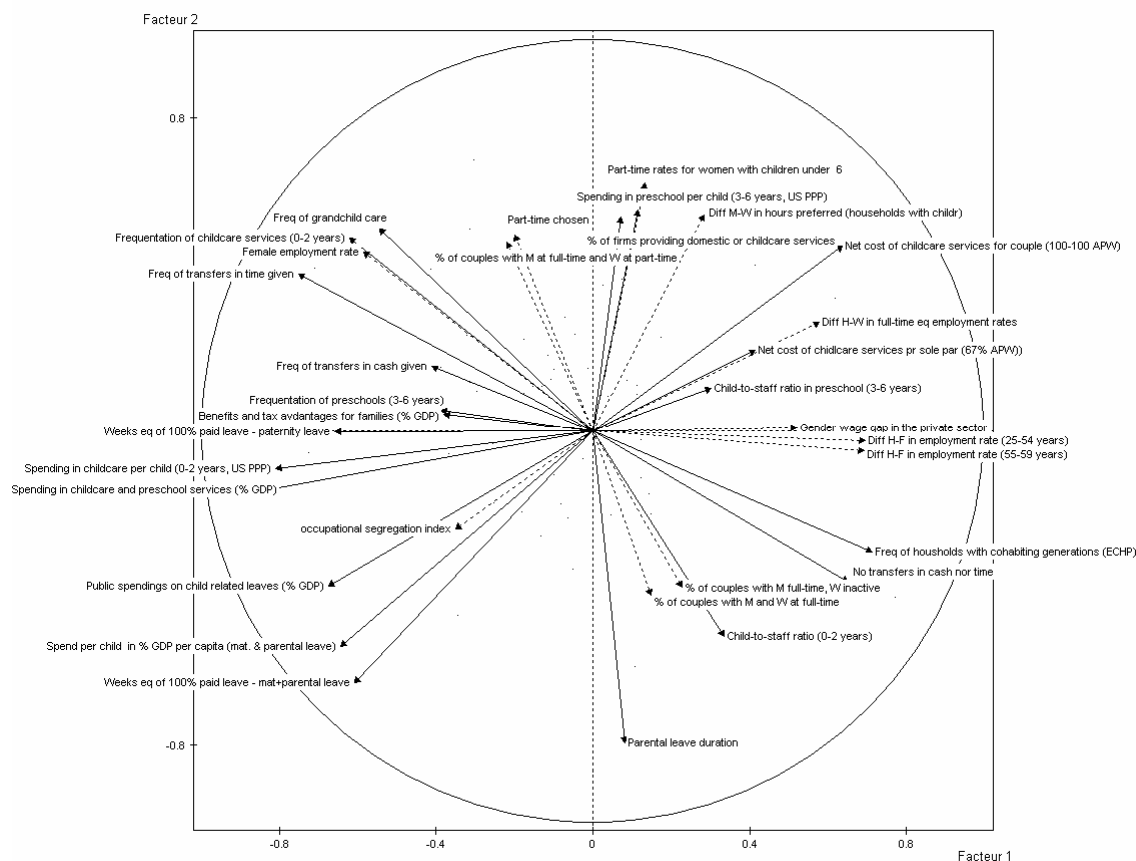 Facteur 2
0.8
Part-time rates for women with children under 6
Spending in preschool per child (3-6 years, US PPP)
Freq of grandchild care
Part-time chosen
Diff M-W in hours preferred (households with childr)
Frequentation of childcare services (0-2 years)
% of firms providing domestic or childcare services
Net cost of childcare services for couple (100-100 APW)
Female employment rate
% of couples with M at full-time and W at part-time
Freq of transfers in time given
Diff H-W in full-time eq employment rates
Net cost of chidlcare services pr sole par (67% APW))
Freq of transfers in cash given
Child-to-staff ratio in preschool (3-6 years)
Frequentation of preschools (3-6 years)
Benefits and tax avdantages for families (% GDP)
Weeks eq of 100% paid leave - paternity leave
Gender wage gap in the private sector
Diff H-F in employment rate (25-54 years)
Diff H-F in employment rate (55-59 years)
Spending in childcare per child (0-2 years, US PPP)
Spending in childcare and preschool services (% GDP)
occupational segregation index
Freq of housholds with cohabiting generations (ECHP)
No transfers in cash nor time
Public spendings on child related leaves (% GDP)
% of couples with M full-time, W inactive
% of couples with M and W at full-time
Child-to-staff ratio (0-2 years)
Spend per child in % GDP per capita (mat. & parental leave)
Weeks eq of 100% paid leave - mat+parental leave
Parental leave duration
-0.8
-0.8
-0.4
0
0.4
0.8
Facteur 1